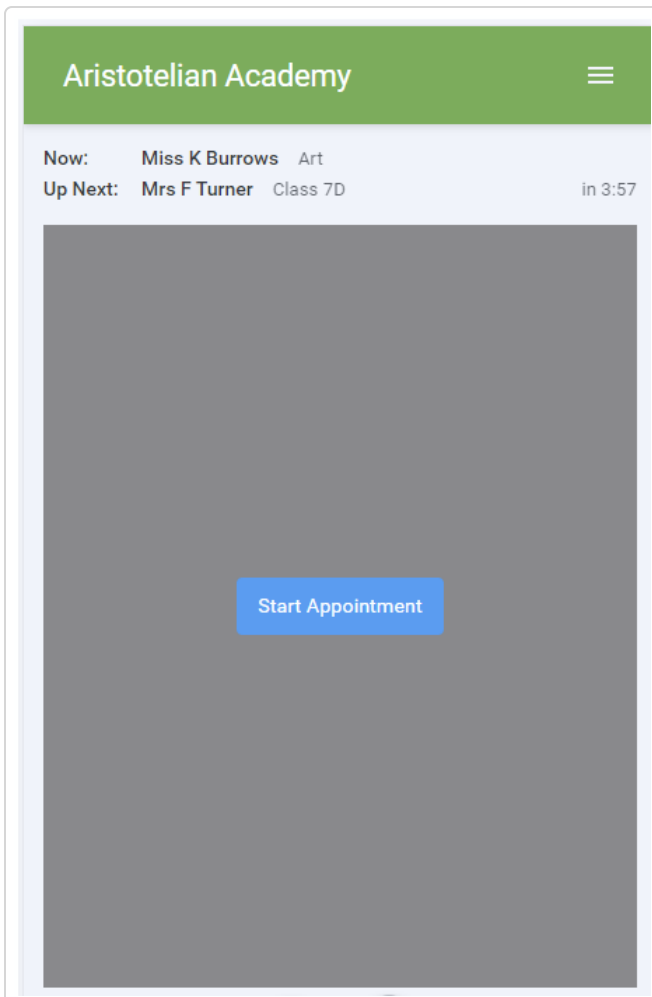 Aristotelian Academy
Now: Miss K Burrows Art
Up Next: Mrs F Turner Class 7D in 3:57
Start Appointment